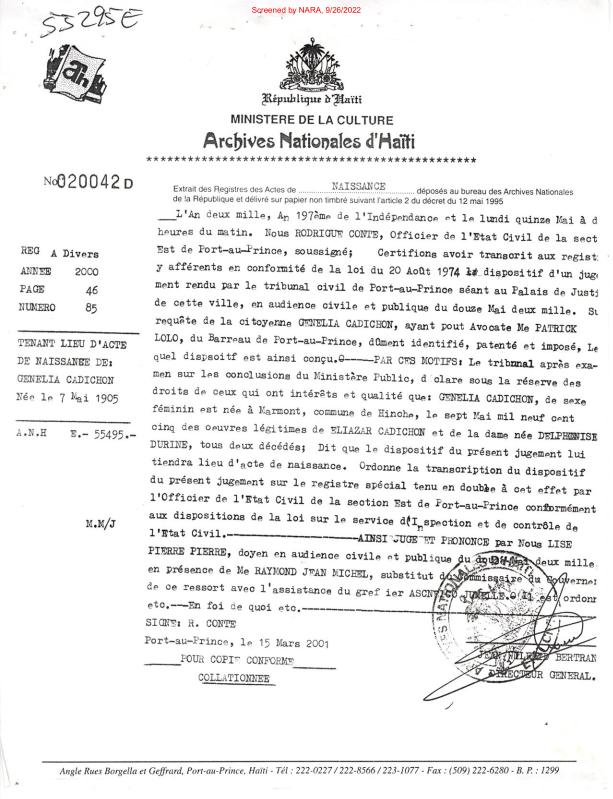 Screened by NARA, 9/26/2022
55295E
République d'Haïti
MINISTERE DE LA CULTURE
Archives Nationales d'Haïti
************************************************
No 020042 D
Extrait des Registres des Actes de NAISSANCE déposés au bureau des Archives Nationales
de la République et délivré sur papier non timbré suivant l'article 2 du décret du 12 mai 1995
L'An deux mille, An 197ème de l'Indépendance et le lundi quinze Mai à d
heures du matin. Nous RODRIGUE CONTE, Officier de l'Etat Civil de la sect
Est de Port-au-Prince, soussigné; Certifions avoir transcrit aux regist
y afférents en conformité de la loi du 20 Août 1974 le dispositif d'un juge
ment rendu par le tribunal civil de Port-au-Prince séant au Palais de Justi
de cette ville, en audience civile et publique du douze Mai deux mille. Su
requête de la citoyenne GENELIA CADICHON, ayant pout Avocate Me PATRICK
LOLO, du Barreau de Port-au-Prince, dûment identifié, patenté et imposé, Le
quel dispsoitf est ainsi conçu.O-----PAR CES MOTIFS: Le tribunal après exa-
men sur les conclusions du Ministère Public, d clare sous la réserve des
droits de ceux qui ont intérêts et qualité que: GENELIA CADICHON, de sexe
féminin est née à Marmont, commune de Hinche, le sept Mai mil neuf cent
cinq des oeuvres légitimes de ELIAZAR CADICHON et de la dame née DELPHONISE
DURINE, tous deux décédés; Dit que le dispositif du présent jugement lui
tiendra lieu d'acte de naissance. Ordonne la transcription du dispositif
du présent jugement sur le registre spécial tenu en double à cet effet par
l'Officier de l'Etat Civil de la section Est de Port-au-Prince conformément
aux dispositions de la loi sur le service d'Inspection et de contrôle de
l'Etat Civil.----------------AINSI JUGE ET PRONONCE par Nous LISE
PIERRE PIERRE, doyen en audience civile et publique du douze Mai deux mille
en présence de Me RAYMOND JEAN MICHEL, substitut du Commissaire du Gouverne
de ce ressort avec l'assistance du gref ier est ordonn
etc.---En foi de quoi etc.
SIGNE: R. CONTE
Port-au-Prince, le 15 Mars 2001
POUR COPIE CONFORME
COLLATIONNEE
BERTRAN
DIRECTEUR GENERAL.
REG A Divers
ANNEE 2000
PAGE 46
NUMERO 85
TENANT LIEU D'ACTE
DE NAISSANEE DE:
GENELIA CADICHON
Née le 7 Mai 1905
A.N.H E.- 55495.-
M.M/J
Angle Rues Borgella et Geffrard, Port-au-Prince, Haïti - Tél : 222-0227 / 222-8566 / 223-1077 - Fax : (509) 222-6280 - B. P. : 1299